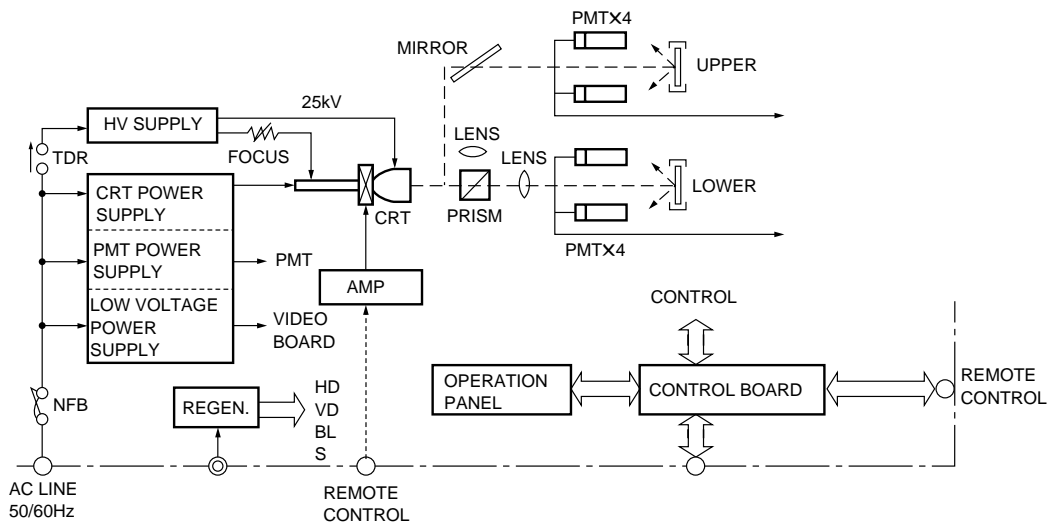 PMT×4
MIRROR
UPPER
25kV
HV SUPPLY
LENS
TDR
FOCUS
LENS
CRT POWER
SUPPLY
LOWER
CRT
PRISM
PMT POWER
SUPPLY
PMT
PMT×4
AMP
LOW VOLTAGE
POWER
SUPPLY
VIDEO
BOARD
CONTROL
OPERATION
PANEL
CONTROL BOARD
REMOTE
CONTROL
NFB
REGEN.
HD
VD
BL
S
AC LINE
50/60Hz
REMOTE
CONTROL